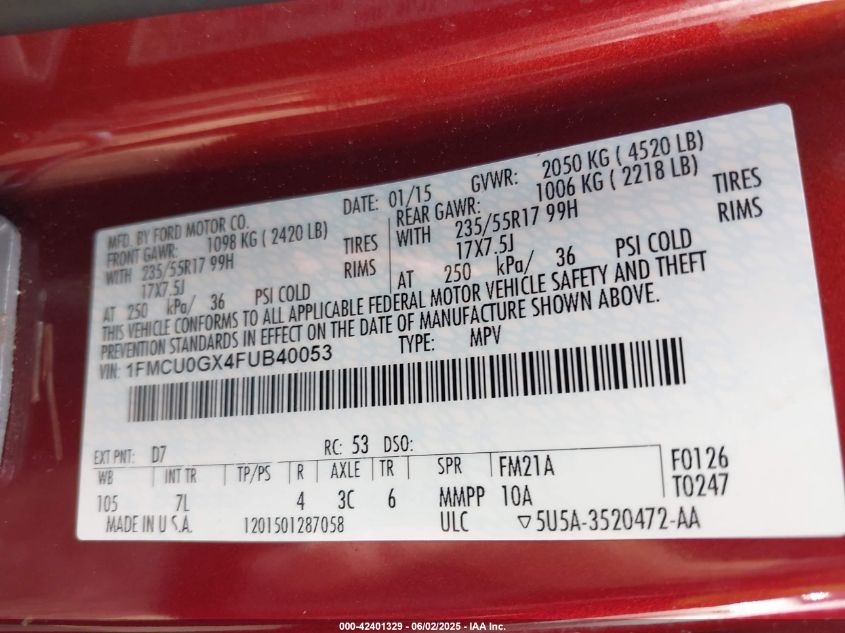 MFD. BY FORD MOTOR CO. DATE: 01/15 GVWR: 2050 KG ( 4520 LB)
FRONT GAWR: 1098 KG ( 2420 LB) REAR GAWR: 1006 KG ( 2218 LB)
WITH 235/55R17 99H TIRES WITH 235/55R17 99H TIRES
17X7.5J RIMS 17X7.5J RIMS
AT 250 kPa/ 36 PSI COLD AT 250 kPa/ 36 PSI COLD
THIS VEHICLE CONFORMS TO ALL APPLICABLE FEDERAL MOTOR VEHICLE SAFETY AND THEFT
PREVENTION STANDARDS IN EFFECT ON THE DATE OF MANUFACTURE SHOWN ABOVE.
VIN: 1FMCU0GX4FUB40053 TYPE: MPV
EXT PNT: D7 RC: 53 DSO:
WB INT TR TP/PS R AXLE TR SPR FM21A F0126
105 7L 4 3C 6 MMPP 10A T0247
MADE IN U.S.A. 1201501287058 ULC ▽5U5A-3520472-AA
000-42401329 - 06/02/2025 - IAA Inc.